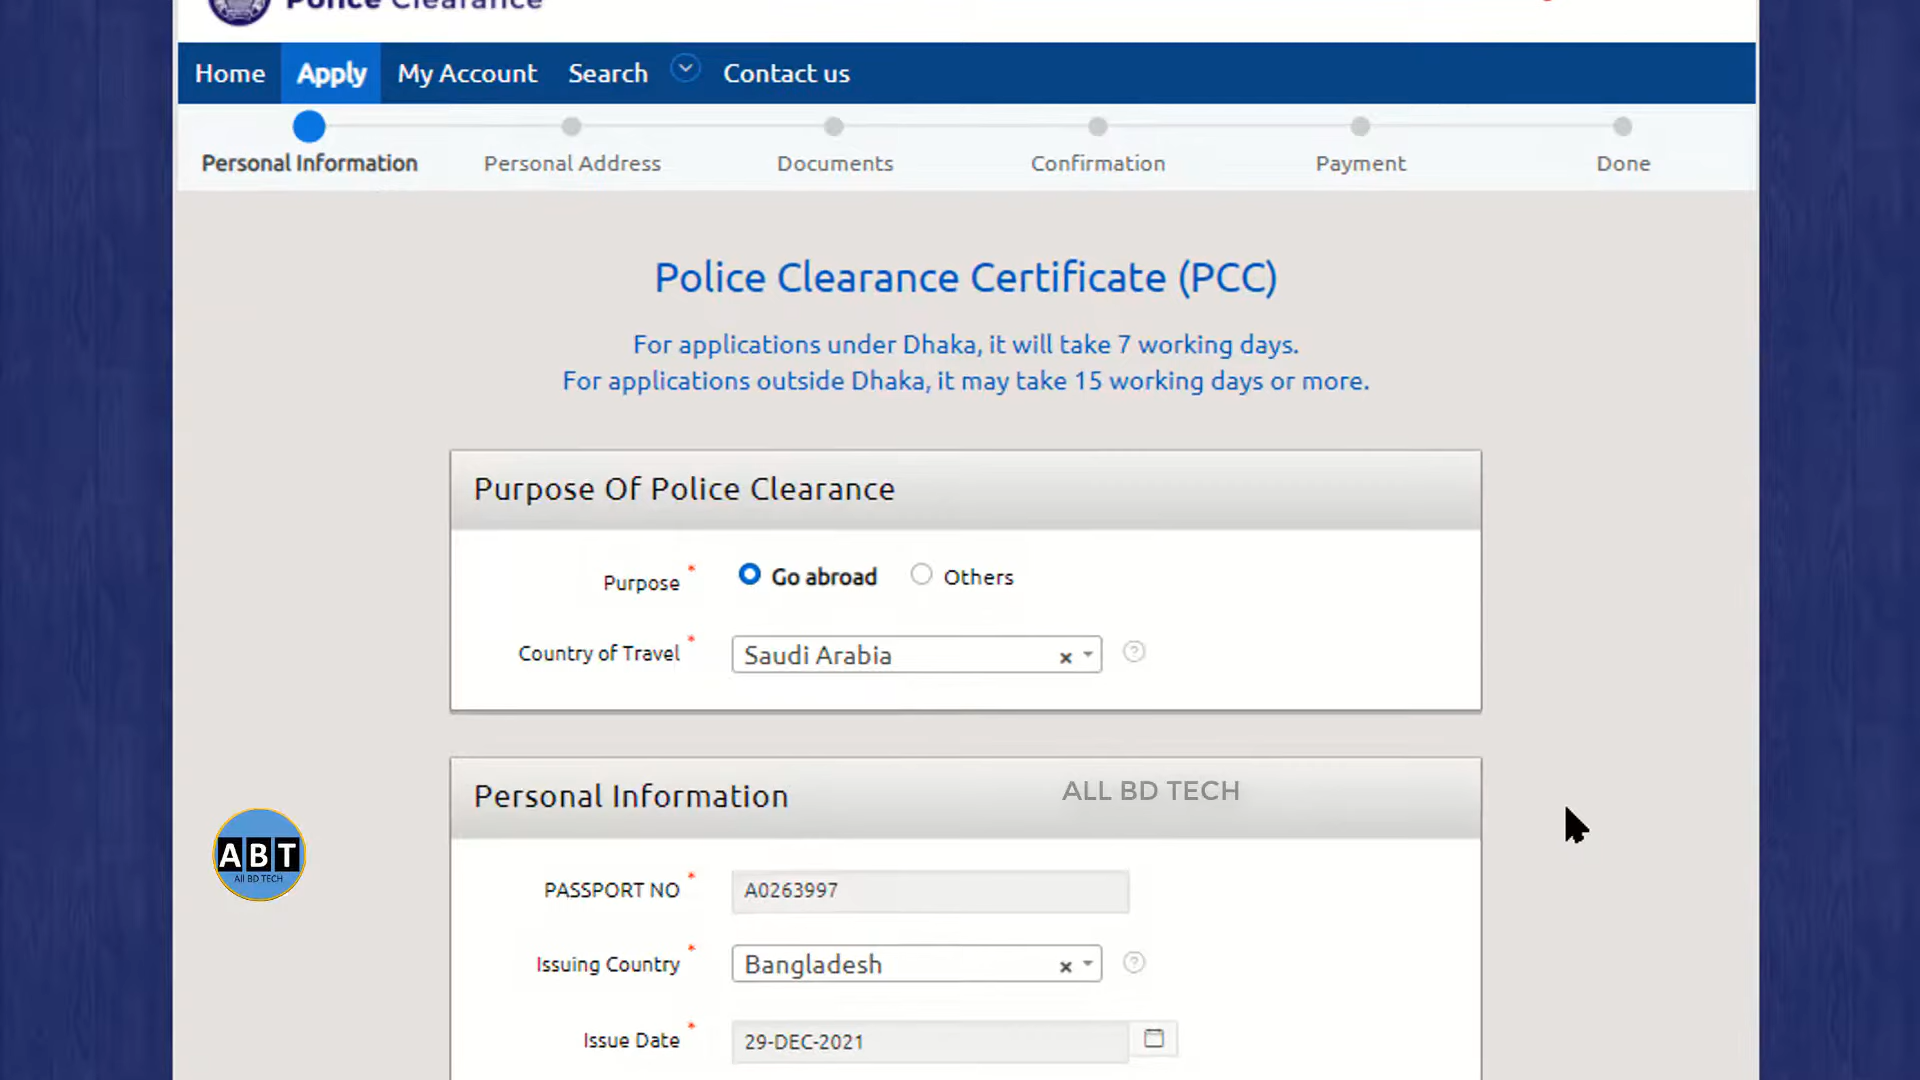 Police Clearance
Home Apply My Account Search Contact us
Personal Information Personal Address Documents Confirmation Payment Done
Police Clearance Certificate (PCC)
For applications under Dhaka, it will take 7 working days.
For applications outside Dhaka, it may take 15 working days or more.
Purpose Of Police Clearance
Purpose * Go abroad Others
Country of Travel * Saudi Arabia × ?
Personal Information
ALL BD TECH
ABT
All BD TECH
PASSPORT NO * A0263997
Issuing Country * Bangladesh × ?
Issue Date * 29-DEC-2021